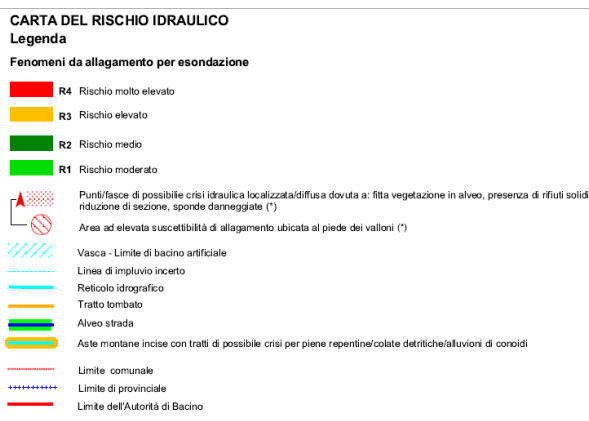 CARTA DEL RISCHIO IDRAULICO
Legenda
Fenomeni da allagamento per esondazione
R4 Rischio molto elevato
R3 Rischio elevato
R2 Rischio medio
R1 Rischio moderato
Punti/fasce di possibilie crisi idraulica localizzata/diffusa dovuta a: fitta vegetazione in alveo, presenza di rifiuti solidi
riduzione di sezione, sponde danneggiate (*)
Area ad elevata suscettibilità di allagamento ubicata al piede dei valloni (*)
Vasca - Limite di bacino artificiale
Linea di impluvio incerto
Reticolo idrografico
Tratto tombato
Alveo strada
Aste montane incise con tratti di possibile crisi per piene repentine/colate detritiche/alluvioni di conoidi
Limite comunale
Limite di provinciale
Limite dell'Autorità di Bacino